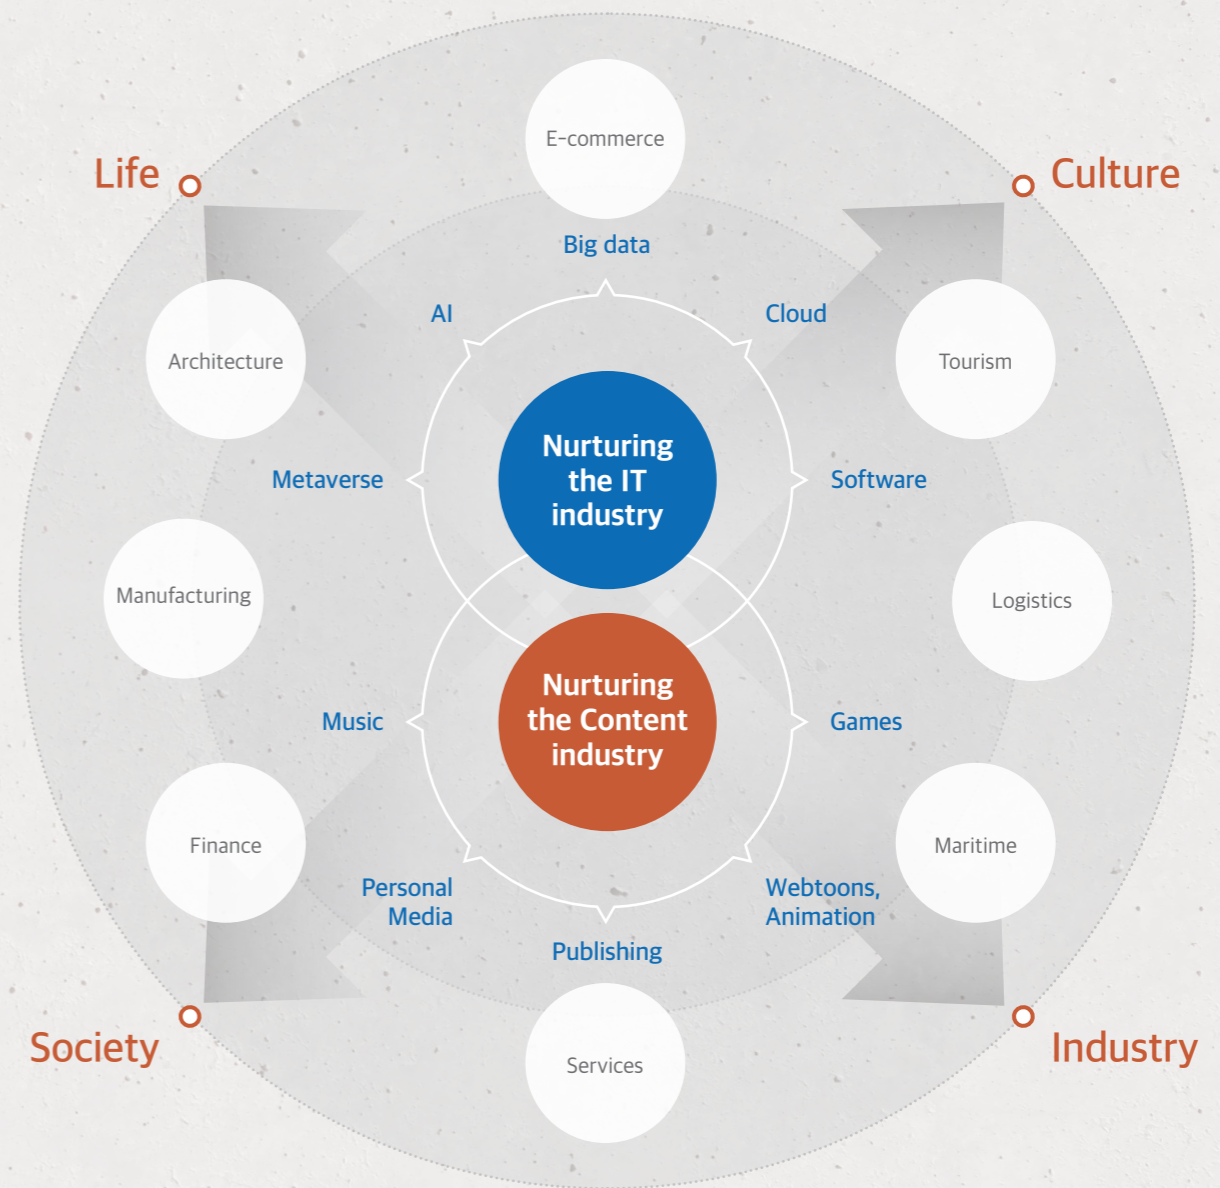 E-commerce
Life
Culture
Big data
AI
Cloud
Architecture
Tourism
Nurturing
the IT
industry
Metaverse
Software
Manufacturing
Logistics
Nurturing
the Content
industry
Music
Games
Finance
Maritime
Personal
Media
Webtoons,
Animation
Publishing
Society
Industry
Services